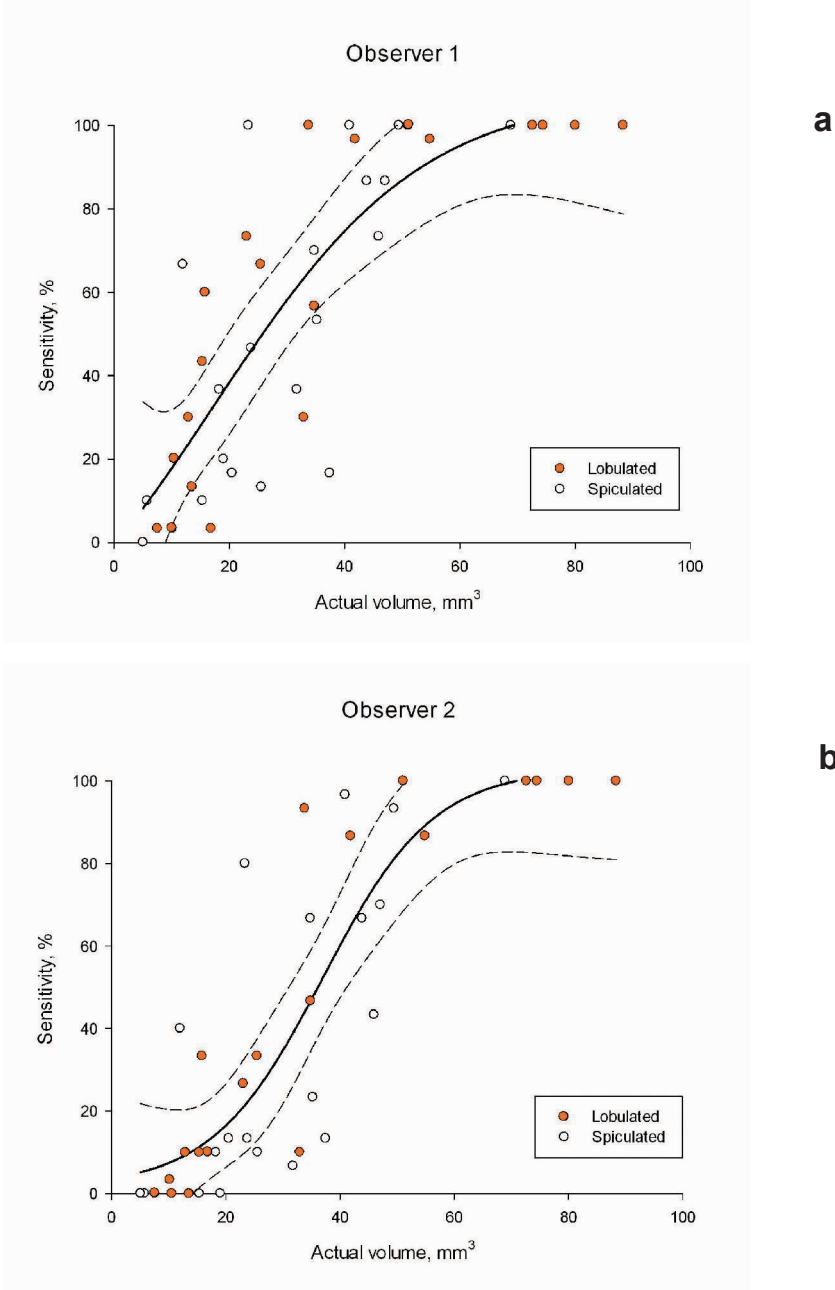 Observer 1
a
100
80
60
40
20
0
Sensitivity, %
Lobulated
Spiculated
0 20 40 60 80 100
Actual volume, mm³
Observer 2
b
100
80
60
40
20
0
Sensitivity, %
Lobulated
Spiculated
0 20 40 60 80 100
Actual volume, mm³